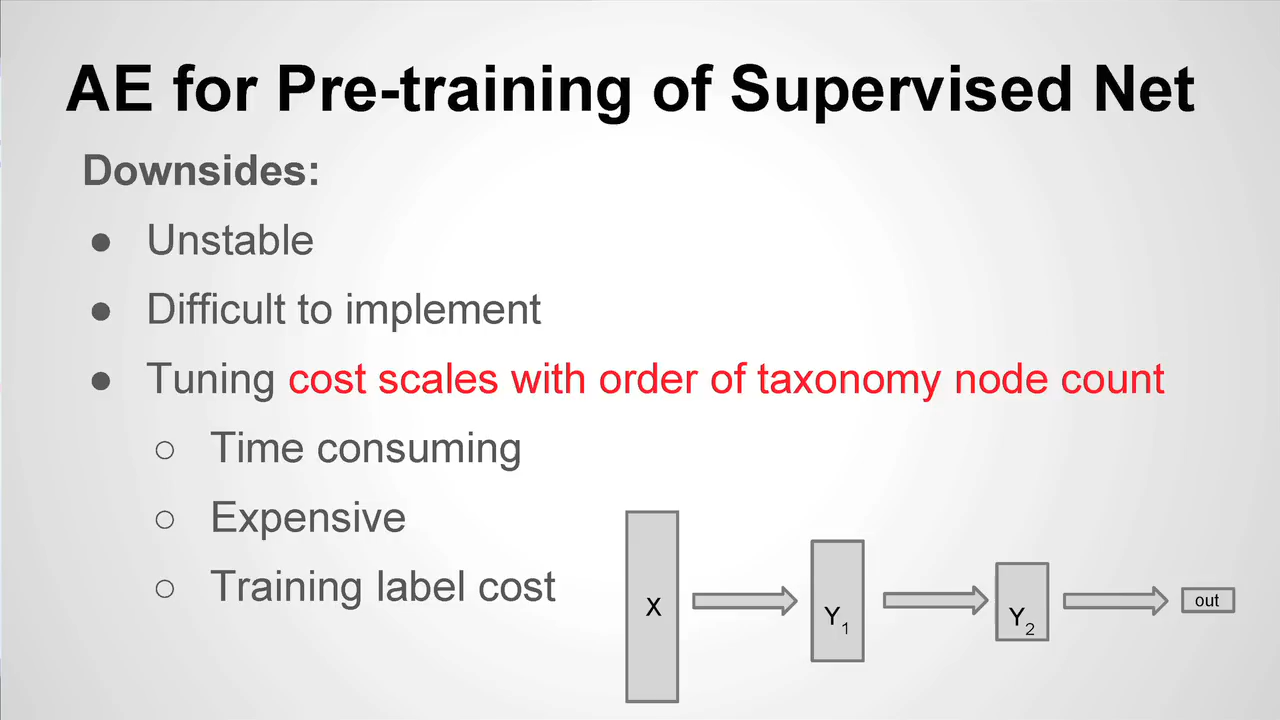 AE for Pre-training of Supervised Net
Downsides:
● Unstable
● Difficult to implement
● Tuning cost scales with order of taxonomy node count
○ Time consuming
○ Expensive
○ Training label cost
X
Y1
Y2
out